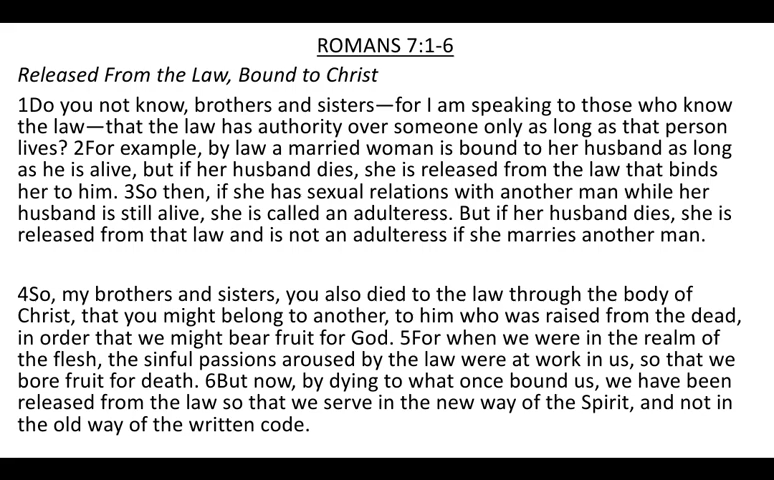 ROMANS 7:1-6
Released From the Law, Bound to Christ
1Do you not know, brothers and sisters—for I am speaking to those who know
the law—that the law has authority over someone only as long as that person
lives? 2For example, by law a married woman is bound to her husband as long
as he is alive, but if her husband dies, she is released from the law that binds
her to him. 3So then, if she has sexual relations with another man while her
husband is still alive, she is called an adulteress. But if her husband dies, she is
released from that law and is not an adulteress if she marries another man.
4So, my brothers and sisters, you also died to the law through the body of
Christ, that you might belong to another, to him who was raised from the dead,
in order that we might bear fruit for God. 5For when we were in the realm of
the flesh, the sinful passions aroused by the law were at work in us, so that we
bore fruit for death. 6But now, by dying to what once bound us, we have been
released from the law so that we serve in the new way of the Spirit, and not in
the old way of the written code.